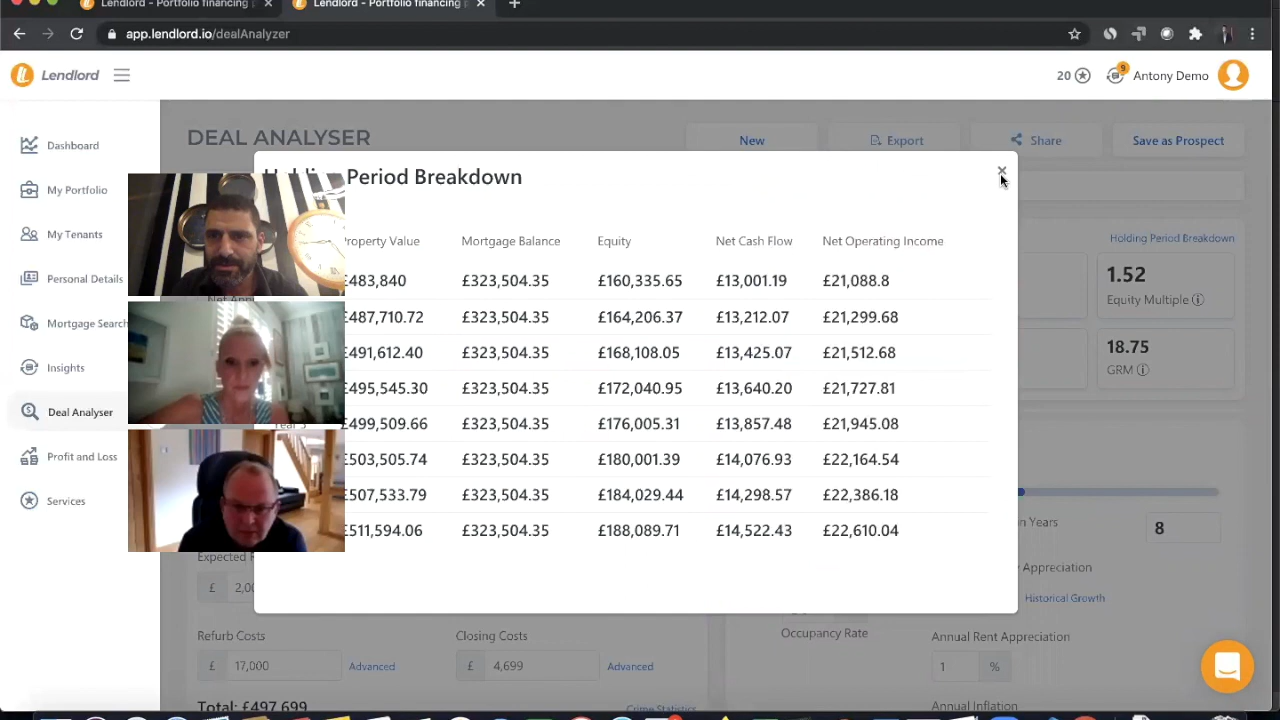 Lendlord - Portfolio financing p
Lendlord - Portfolio financing p
app.lendlord.io/dealAnalyzer
Lendlord
20
9
Antony Demo
Dashboard
My Portfolio
My Tenants
Personal Details
Mortgage Search
Insights
Deal Analyser
Profit and Loss
Services
DEAL ANALYSER
New
Export
Share
Save as Prospect
Period Breakdown
Property Value Mortgage Balance Equity Net Cash Flow Net Operating Income
£483,840 £323,504.35 £160,335.65 £13,001.19 £21,088.8
£487,710.72 £323,504.35 £164,206.37 £13,212.07 £21,299.68
£491,612.40 £323,504.35 £168,108.05 £13,425.07 £21,512.68
£495,545.30 £323,504.35 £172,040.95 £13,640.20 £21,727.81
£499,509.66 £323,504.35 £176,005.31 £13,857.48 £21,945.08
£503,505.74 £323,504.35 £180,001.39 £14,076.93 £22,164.54
£507,533.79 £323,504.35 £184,029.44 £14,298.57 £22,386.18
£511,594.06 £323,504.35 £188,089.71 £14,522.43 £22,610.04
Holding Period Breakdown
1.52
Equity Multiple
18.75
GRM
Years
8
Appreciation
Historical Growth
Occupancy Rate
Annual Rent Appreciation
1 %
Annual Inflation
Expected
£ 2,00
Refurb Costs
£ 17,000 Advanced
Closing Costs
£ 4,699 Advanced
Total: £497,699
Crime Statistics